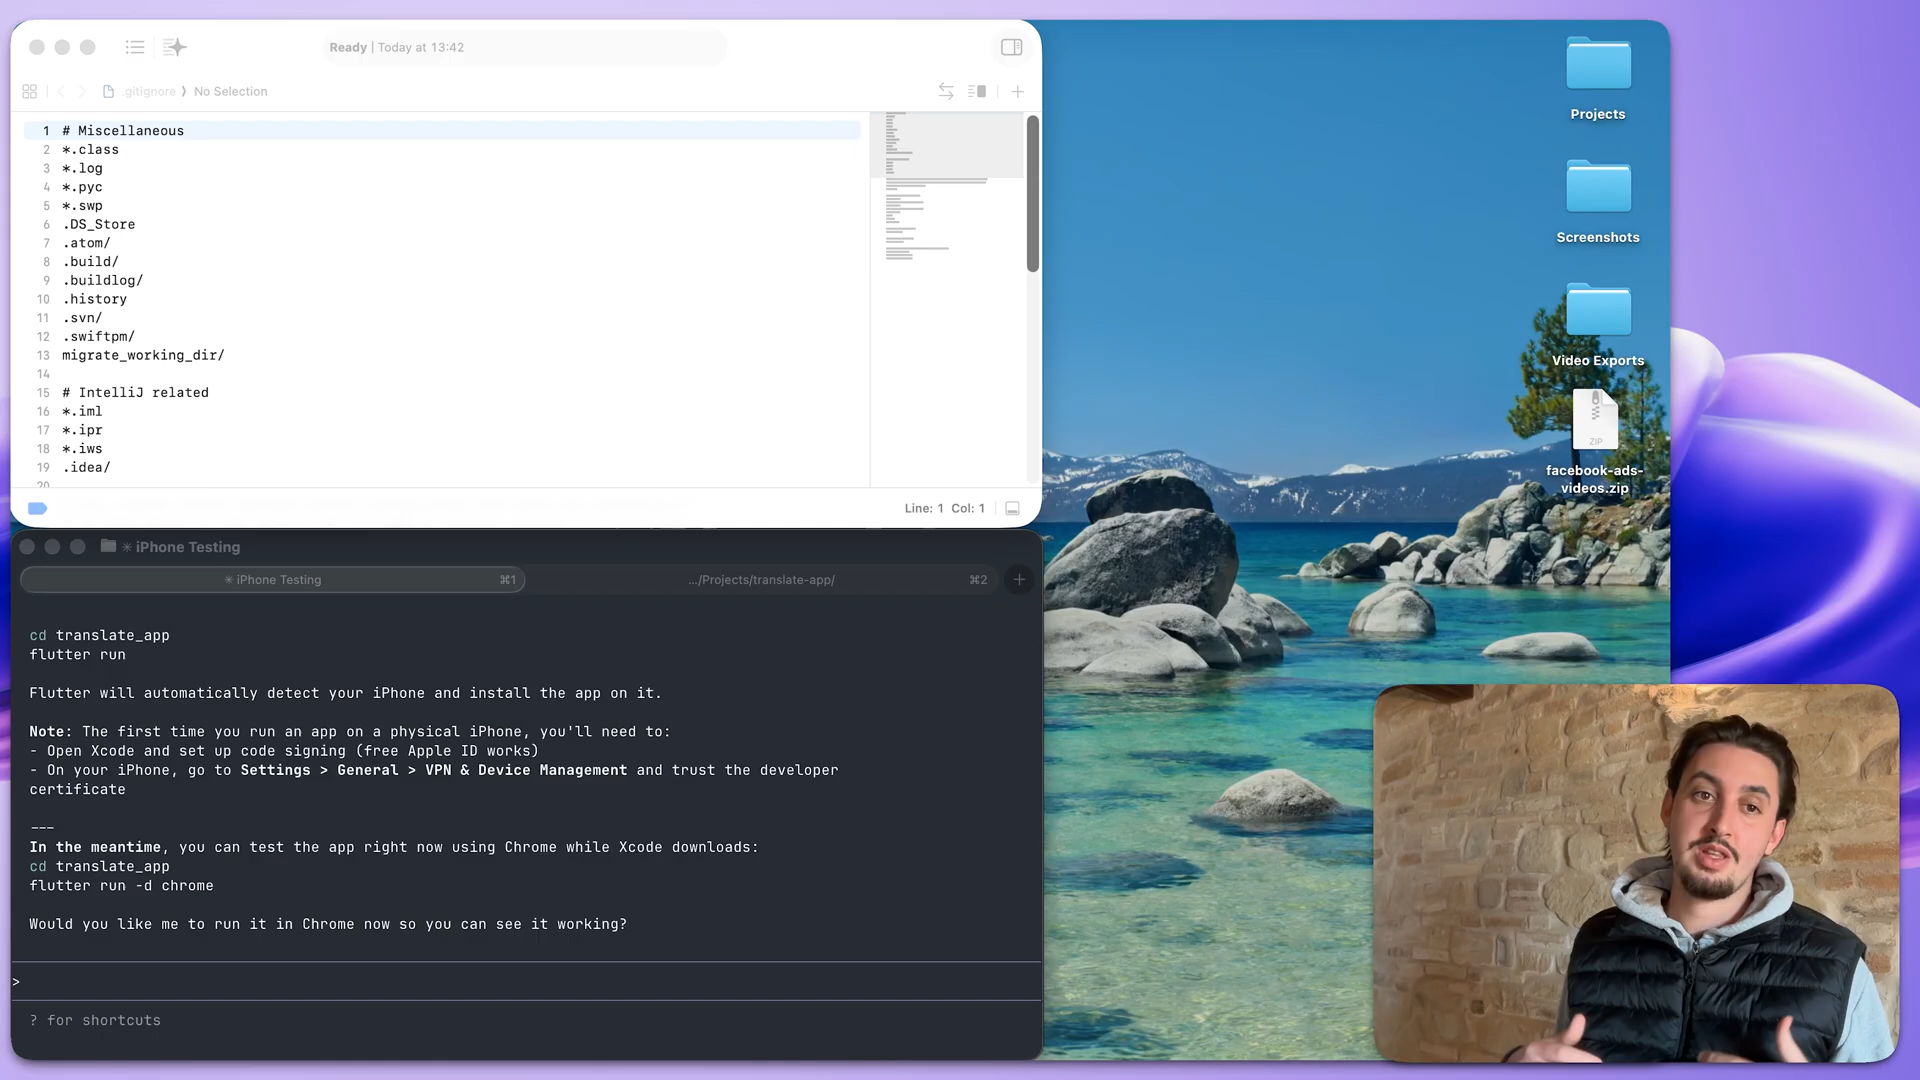 Ready | Today at 13:42
.gitignore ⟩ No Selection
1 # Miscellaneous
2 *.class
3 *.log
4 *.pyc
5 *.swp
6 .DS_Store
7 .atom/
8 .build/
9 .buildlog/
10 .history
11 .svn/
12 .swiftpm/
13 migrate_working_dir/
14
15 # IntelliJ related
16 *.iml
17 *.ipr
18 *.iws
19 .idea/
20
Line: 1 Col: 1
✳ iPhone Testing
✳ iPhone Testing ⌘1
.../Projects/translate-app/ ⌘2
cd translate_app
flutter run
Flutter will automatically detect your iPhone and install the app on it.
Note: The first time you run an app on a physical iPhone, you'll need to:
- Open Xcode and set up code signing (free Apple ID works)
- On your iPhone, go to Settings > General > VPN & Device Management and trust the developer
certificate
---
In the meantime, you can test the app right now using Chrome while Xcode downloads:
cd translate_app
flutter run -d chrome
Would you like me to run it in Chrome now so you can see it working?
>
? for shortcuts
Projects
Screenshots
Video Exports
ZIP
facebook-ads-
videos.zip